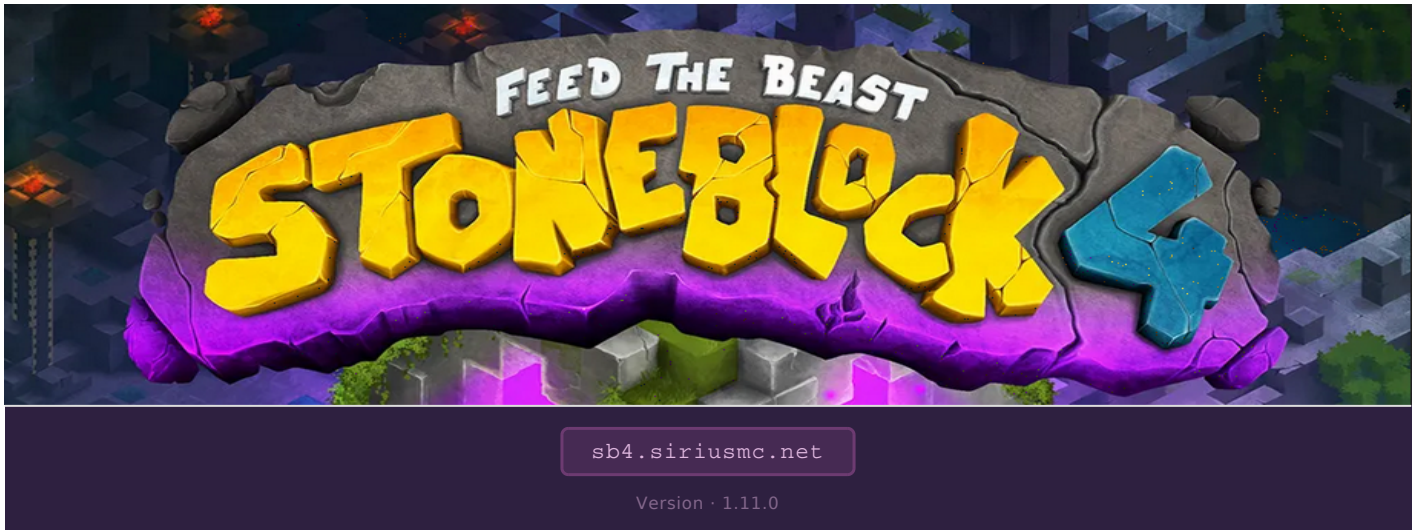 FEED THE BEAST
STONEBLOCK 4
sb4.siriusmc.net
Version · 1.11.0